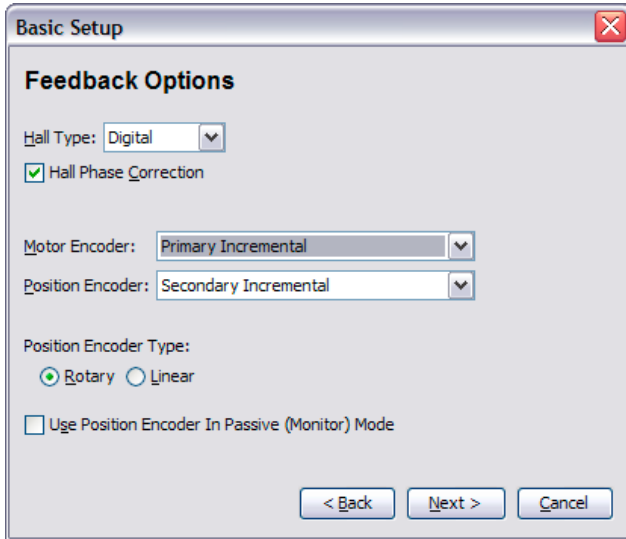 Basic Setup
Feedback Options
Hall Type: Digital
Hall Phase Correction
Motor Encoder: Primary Incremental
Position Encoder: Secondary Incremental
Position Encoder Type:
Rotary Linear
Use Position Encoder In Passive (Monitor) Mode
< Back Next > Cancel